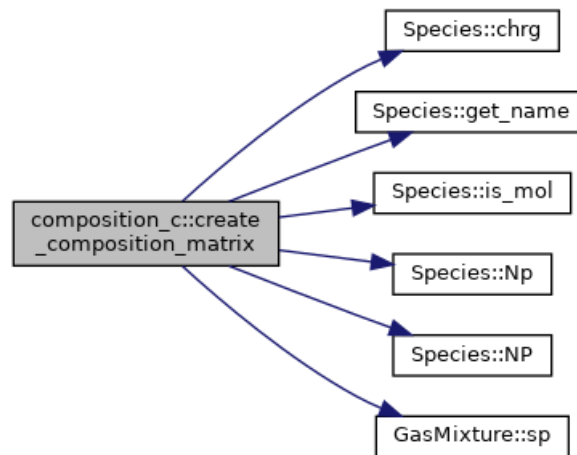 Species::chrg
Species::get_name
Species::is_mol
composition_c::create
_composition_matrix
Species::Np
Species::NP
GasMixture::sp